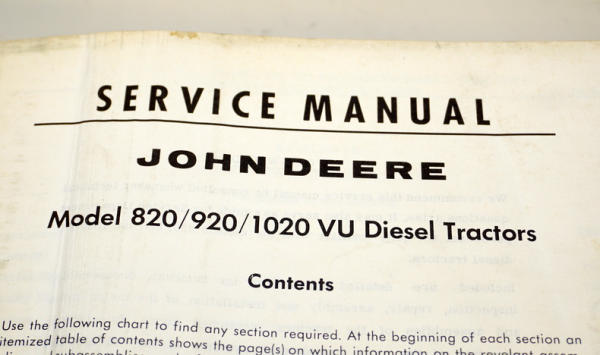 SERVICE MANUAL
JOHN DEERE
Model 820/920/1020 VU Diesel Tractors
Contents
Use the following chart to find any section required. At the beginning of each section an
itemized table of contents shows the page(s) on which information on the relevant